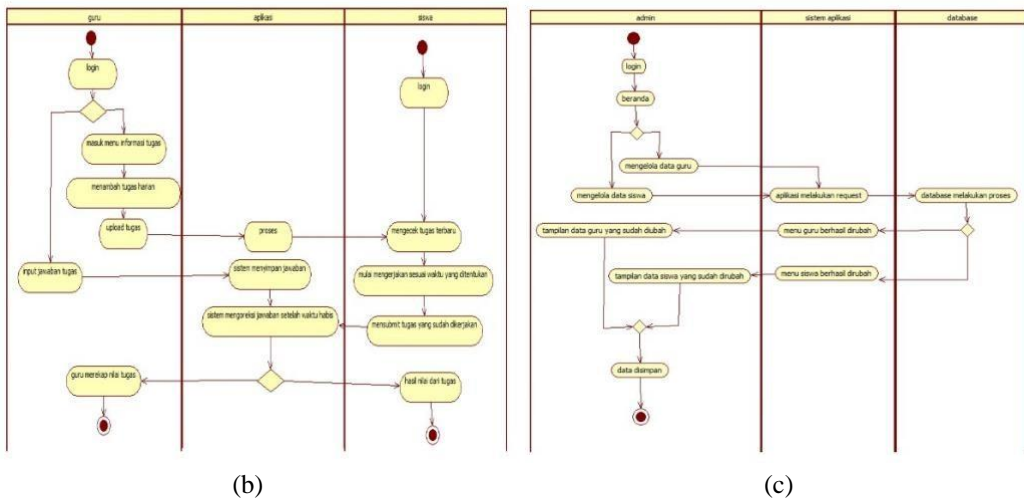 guru
aplikasi
siswa
login
login
masuk menu informasi tugas
menambah tugas harian
upload tugas
proses
mengecek tugas terbaru
input jawaban tugas
sistem menyimpan jawaban
mulai mengerjakan sesuai waktu yang ditentukan
sistem mengoreksi jawaban setelah waktu habis
mensubmit tugas yang sudah dikerjakan
guru merekap nilai tugas
hasil nilai dari tugas
(b)
admin
sistem aplikasi
database
login
beranda
mengelola data guru
mengelola data siswa
aplikasi melakukan request
database melakukan proses
tampilan data guru yang sudah diubah
menu guru berhasil dirubah
tampilan data siswa yang sudah dirubah
menu siswa berhasil dirubah
data disimpan
(c)